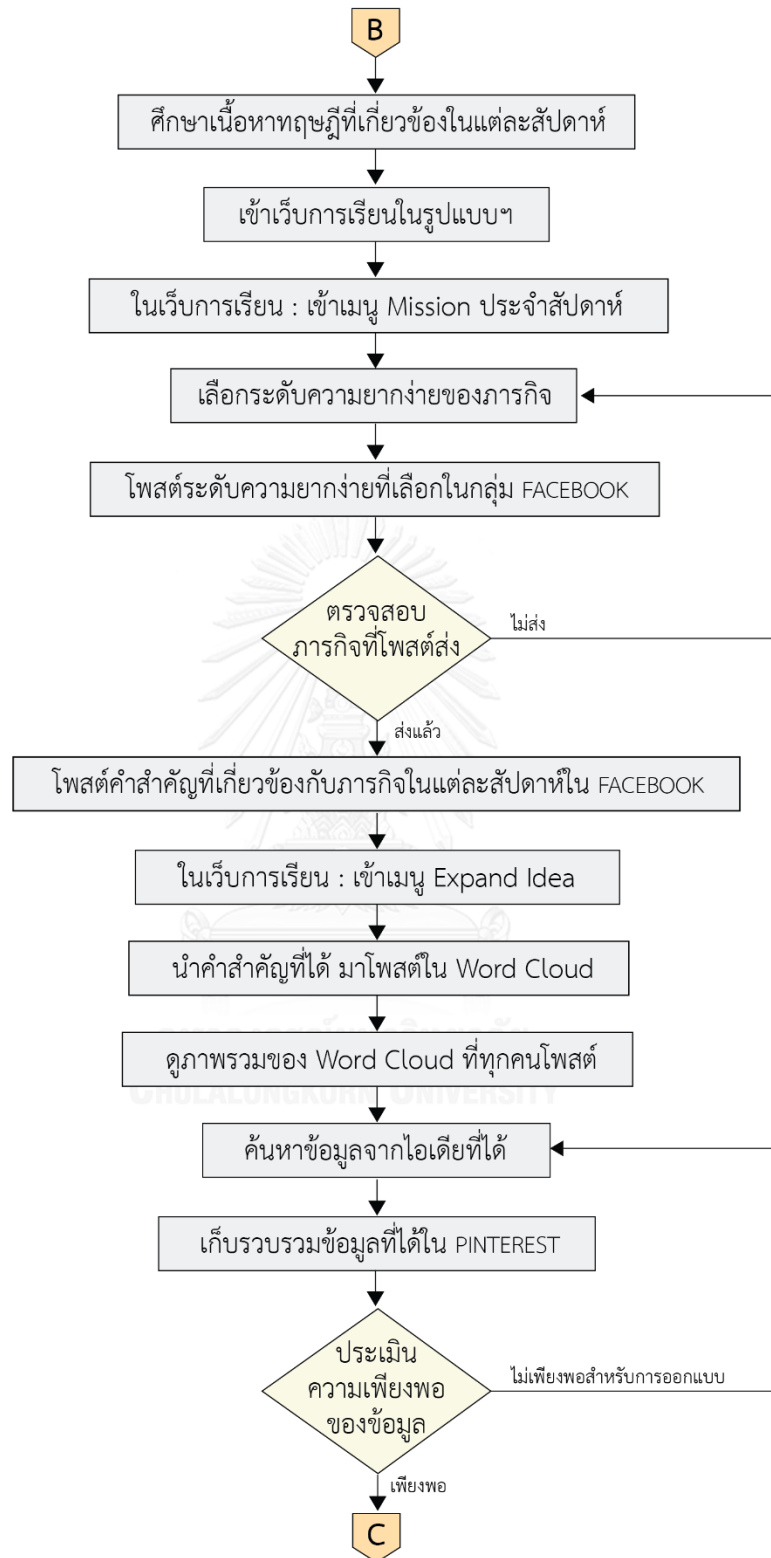 B
ศึกษาเนื้อหาทฤษฎีที่เกี่ยวข้องในแต่ละสัปดาห์
เข้าเว็บการเรียนในรูปแบบฯ
ในเว็บการเรียน : เข้าเมนู Mission ประจำสัปดาห์
เลือกระดับความยากง่ายของภารกิจ
โพสต์ระดับความยากง่ายที่เลือกในกลุ่ม FACEBOOK
ตรวจสอบ
ภารกิจที่โพสต์ส่ง
ไม่ส่ง
ส่งแล้ว
โพสต์คำสำคัญที่เกี่ยวข้องกับภารกิจในแต่ละสัปดาห์ใน FACEBOOK
ในเว็บการเรียน : เข้าเมนู Expand Idea
นำคำสำคัญที่ได้ มาโพสต์ใน Word Cloud
ดูภาพรวมของ Word Cloud ที่ทุกคนโพสต์
CHULALONGKORN UNIVERSITY
ค้นหาข้อมูลจากไอเดียที่ได้
เก็บรวบรวมข้อมูลที่ได้ใน PINTEREST
ประเมิน
ความเพียงพอ
ของข้อมูล
ไม่เพียงพอสำหรับการออกแบบ
เพียงพอ
C